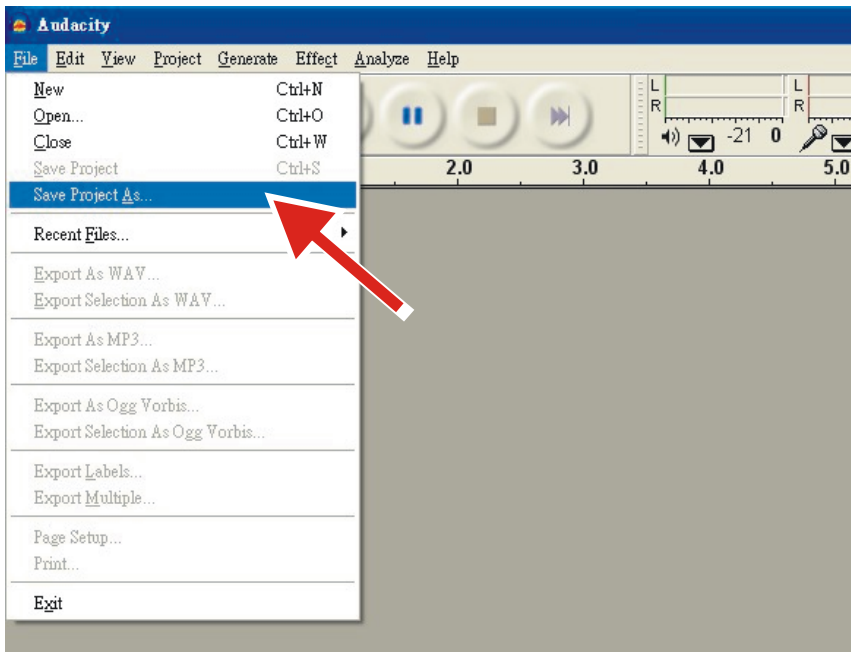 Audacity
File Edit View Project Generate Effect Analyze Help
New Ctrl+N
Open... Ctrl+O
Close Ctrl+W
Save Project Ctrl+S
Save Project As...
Recent Files...
Export As WAV...
Export Selection As WAV...
Export As MP3...
Export Selection As MP3...
Export As Ogg Vorbis...
Export Selection As Ogg Vorbis...
Export Labels...
Export Multiple...
Page Setup...
Print...
Exit
L L
R R
-21 0
2.0 3.0 4.0 5.0